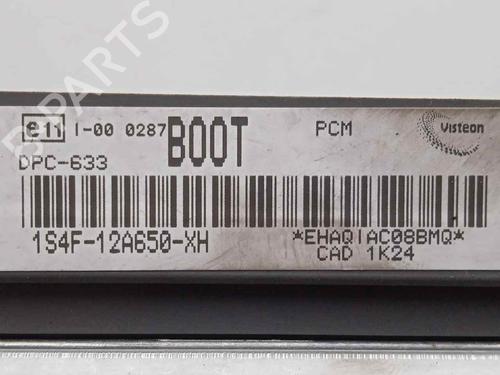 B PARTS
e11 I-00 0287 BOOT PCM Visteon
DPC-633
1S4F-12A650-XH *EHAQIAC08BMQ*
CAD 1K24